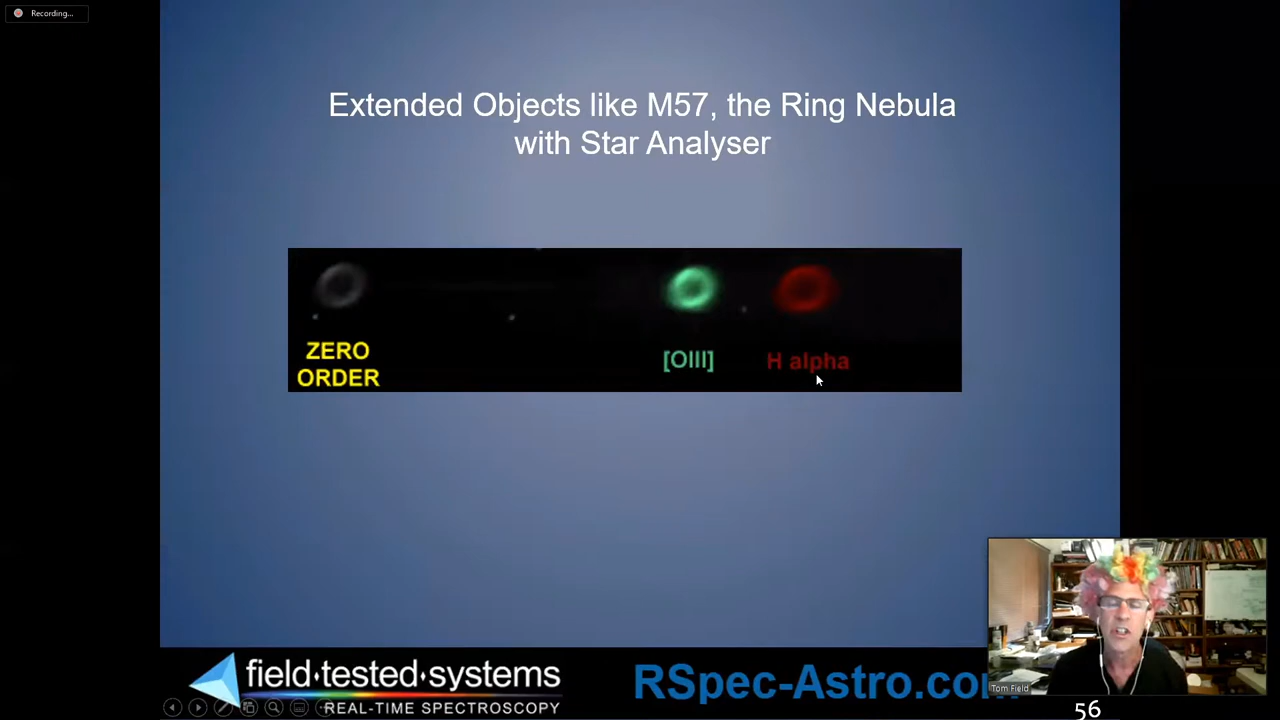 Recording...
Extended Objects like M57, the Ring Nebula
with Star Analyser
ZERO
ORDER
[OIII]
H alpha
field·tested·systems
REAL-TIME SPECTROSCOPY
RSpec-Astro.co
Tom Field
56